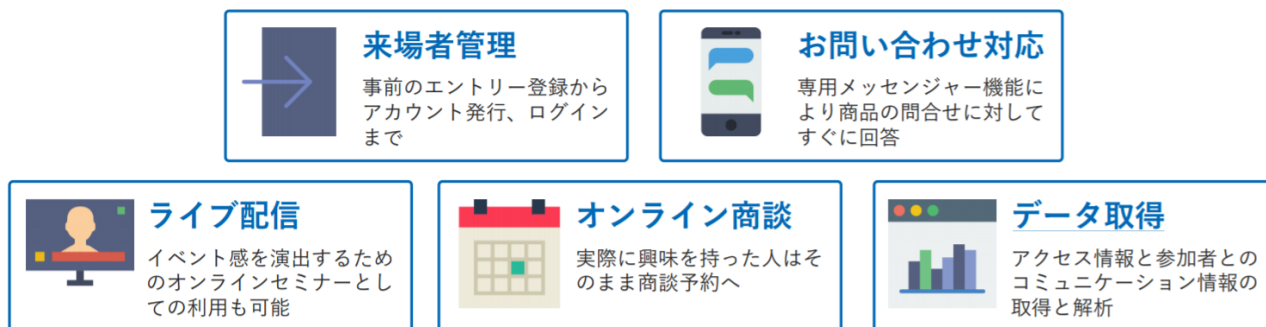 来場者管理
事前のエントリー登録から
アカウント発行、ログイン
まで
お問い合わせ対応
専用メッセンジャー機能に
より商品の問合せに対して
すぐに回答
ライブ配信
イベント感を演出するため
のオンラインセミナーとし
ての利用も可能
オンライン商談
実際に興味を持った人はそ
のまま商談予約へ
データ取得
アクセス情報と参加者との
コミュニケーション情報の
取得と解析